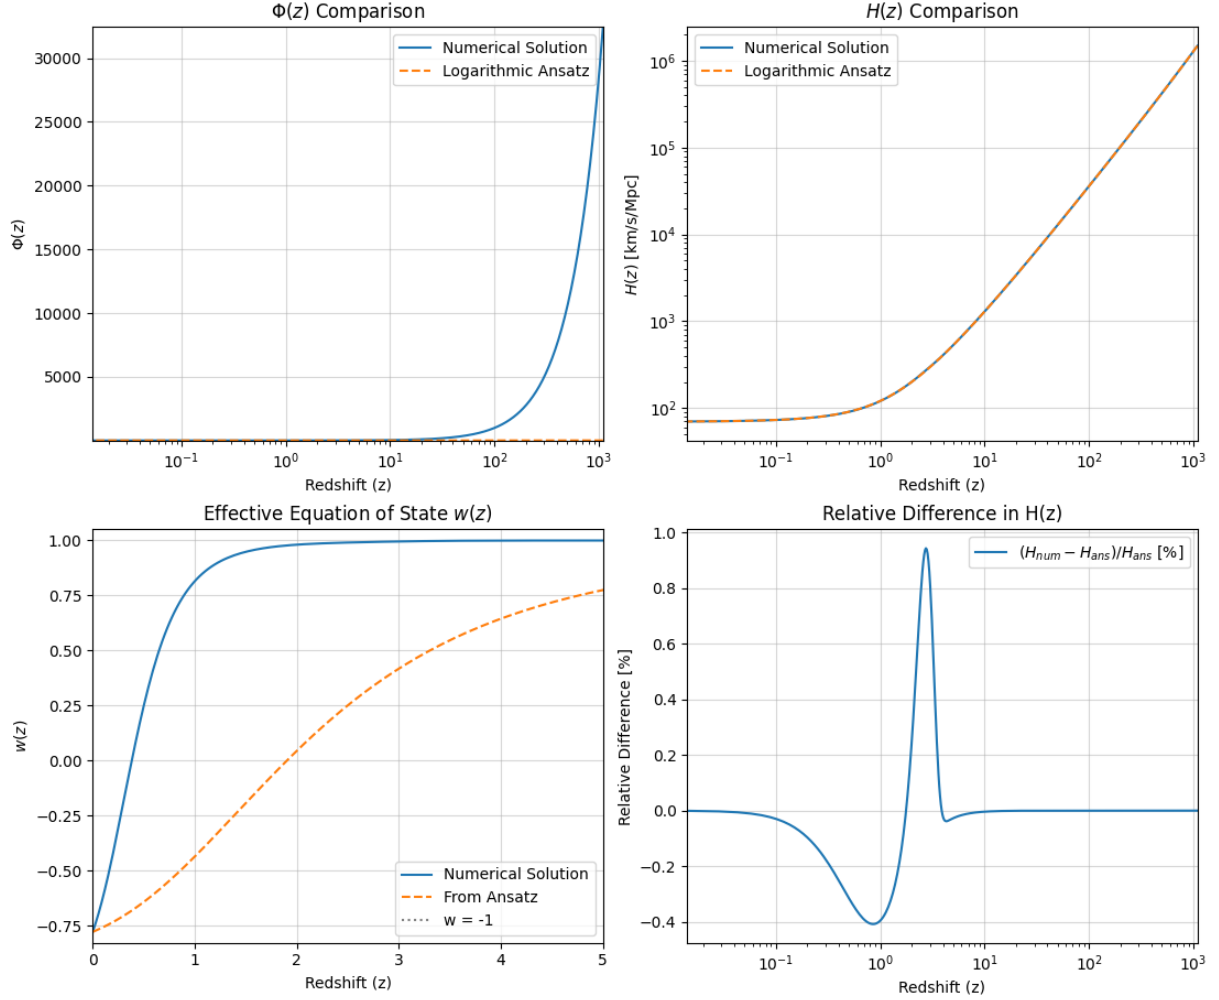 Φ(z) Comparison
Numerical Solution
Logarithmic Ansatz
30000
25000
20000
15000
10000
5000
Φ(z)
10⁻¹ 10⁰ 10¹ 10² 10³
Redshift (z)
H(z) Comparison
Numerical Solution
Logarithmic Ansatz
10⁶
10⁵
10⁴
10³
10²
H(z) [km/s/Mpc]
10⁻¹ 10⁰ 10¹ 10² 10³
Redshift (z)
Effective Equation of State w(z)
1.00
0.75
0.50
0.25
0.00
−0.25
−0.50
−0.75
w(z)
Numerical Solution
From Ansatz
w = -1
0 1 2 3 4 5
Redshift (z)
Relative Difference in H(z)
(H_num − H_ans)/H_ans [%]
1.0
0.8
0.6
0.4
0.2
0.0
−0.2
−0.4
Relative Difference [%]
10⁻¹ 10⁰ 10¹ 10² 10³
Redshift (z)